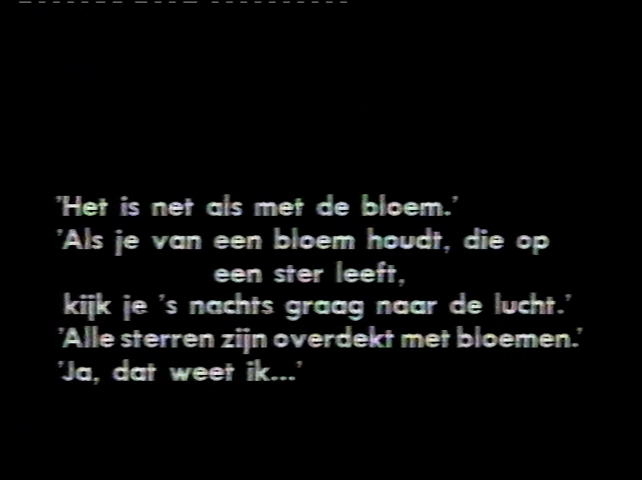 'Het is net als met de bloem.'
'Als je van een bloem houdt, die op
een ster leeft,
kijk je 's nachts graag naar de lucht.'
'Alle sterren zijn overdekt met bloemen.'
'Ja, dat weet ik...'